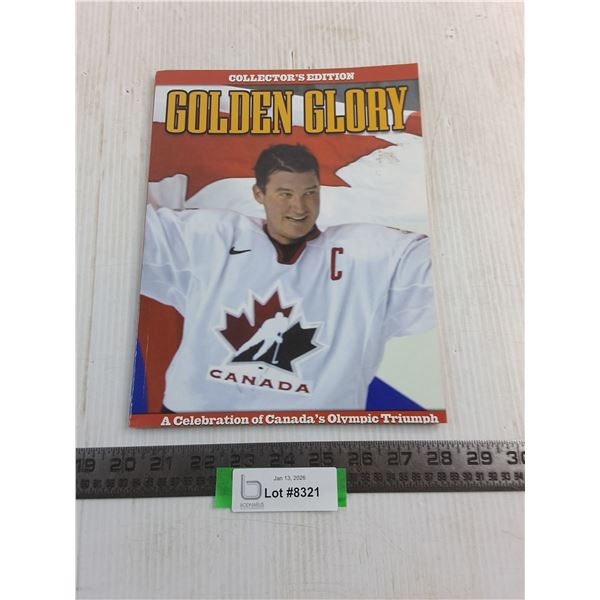 COLLECTOR'S EDITION
GOLDEN GLORY
C
CANADA
A Celebration of Canada's Olympic Triumph
19 20 21 22 23 24 25 26 27 28 29 30
Jan 13, 2026
Lot #8321
b
BODNARUS